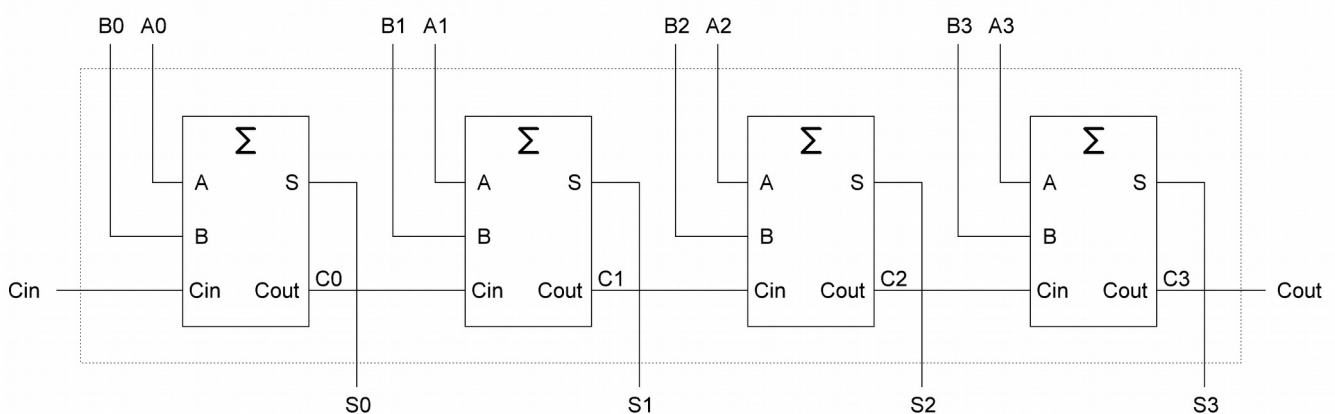 B0 A0 B1 A1 B2 A2 B3 A3
Σ Σ Σ Σ
A S A S A S A S
B B B B
Cin Cin Cout C0 Cin Cout C1 Cin Cout C2 Cin Cout C3 Cout
S0 S1 S2 S3